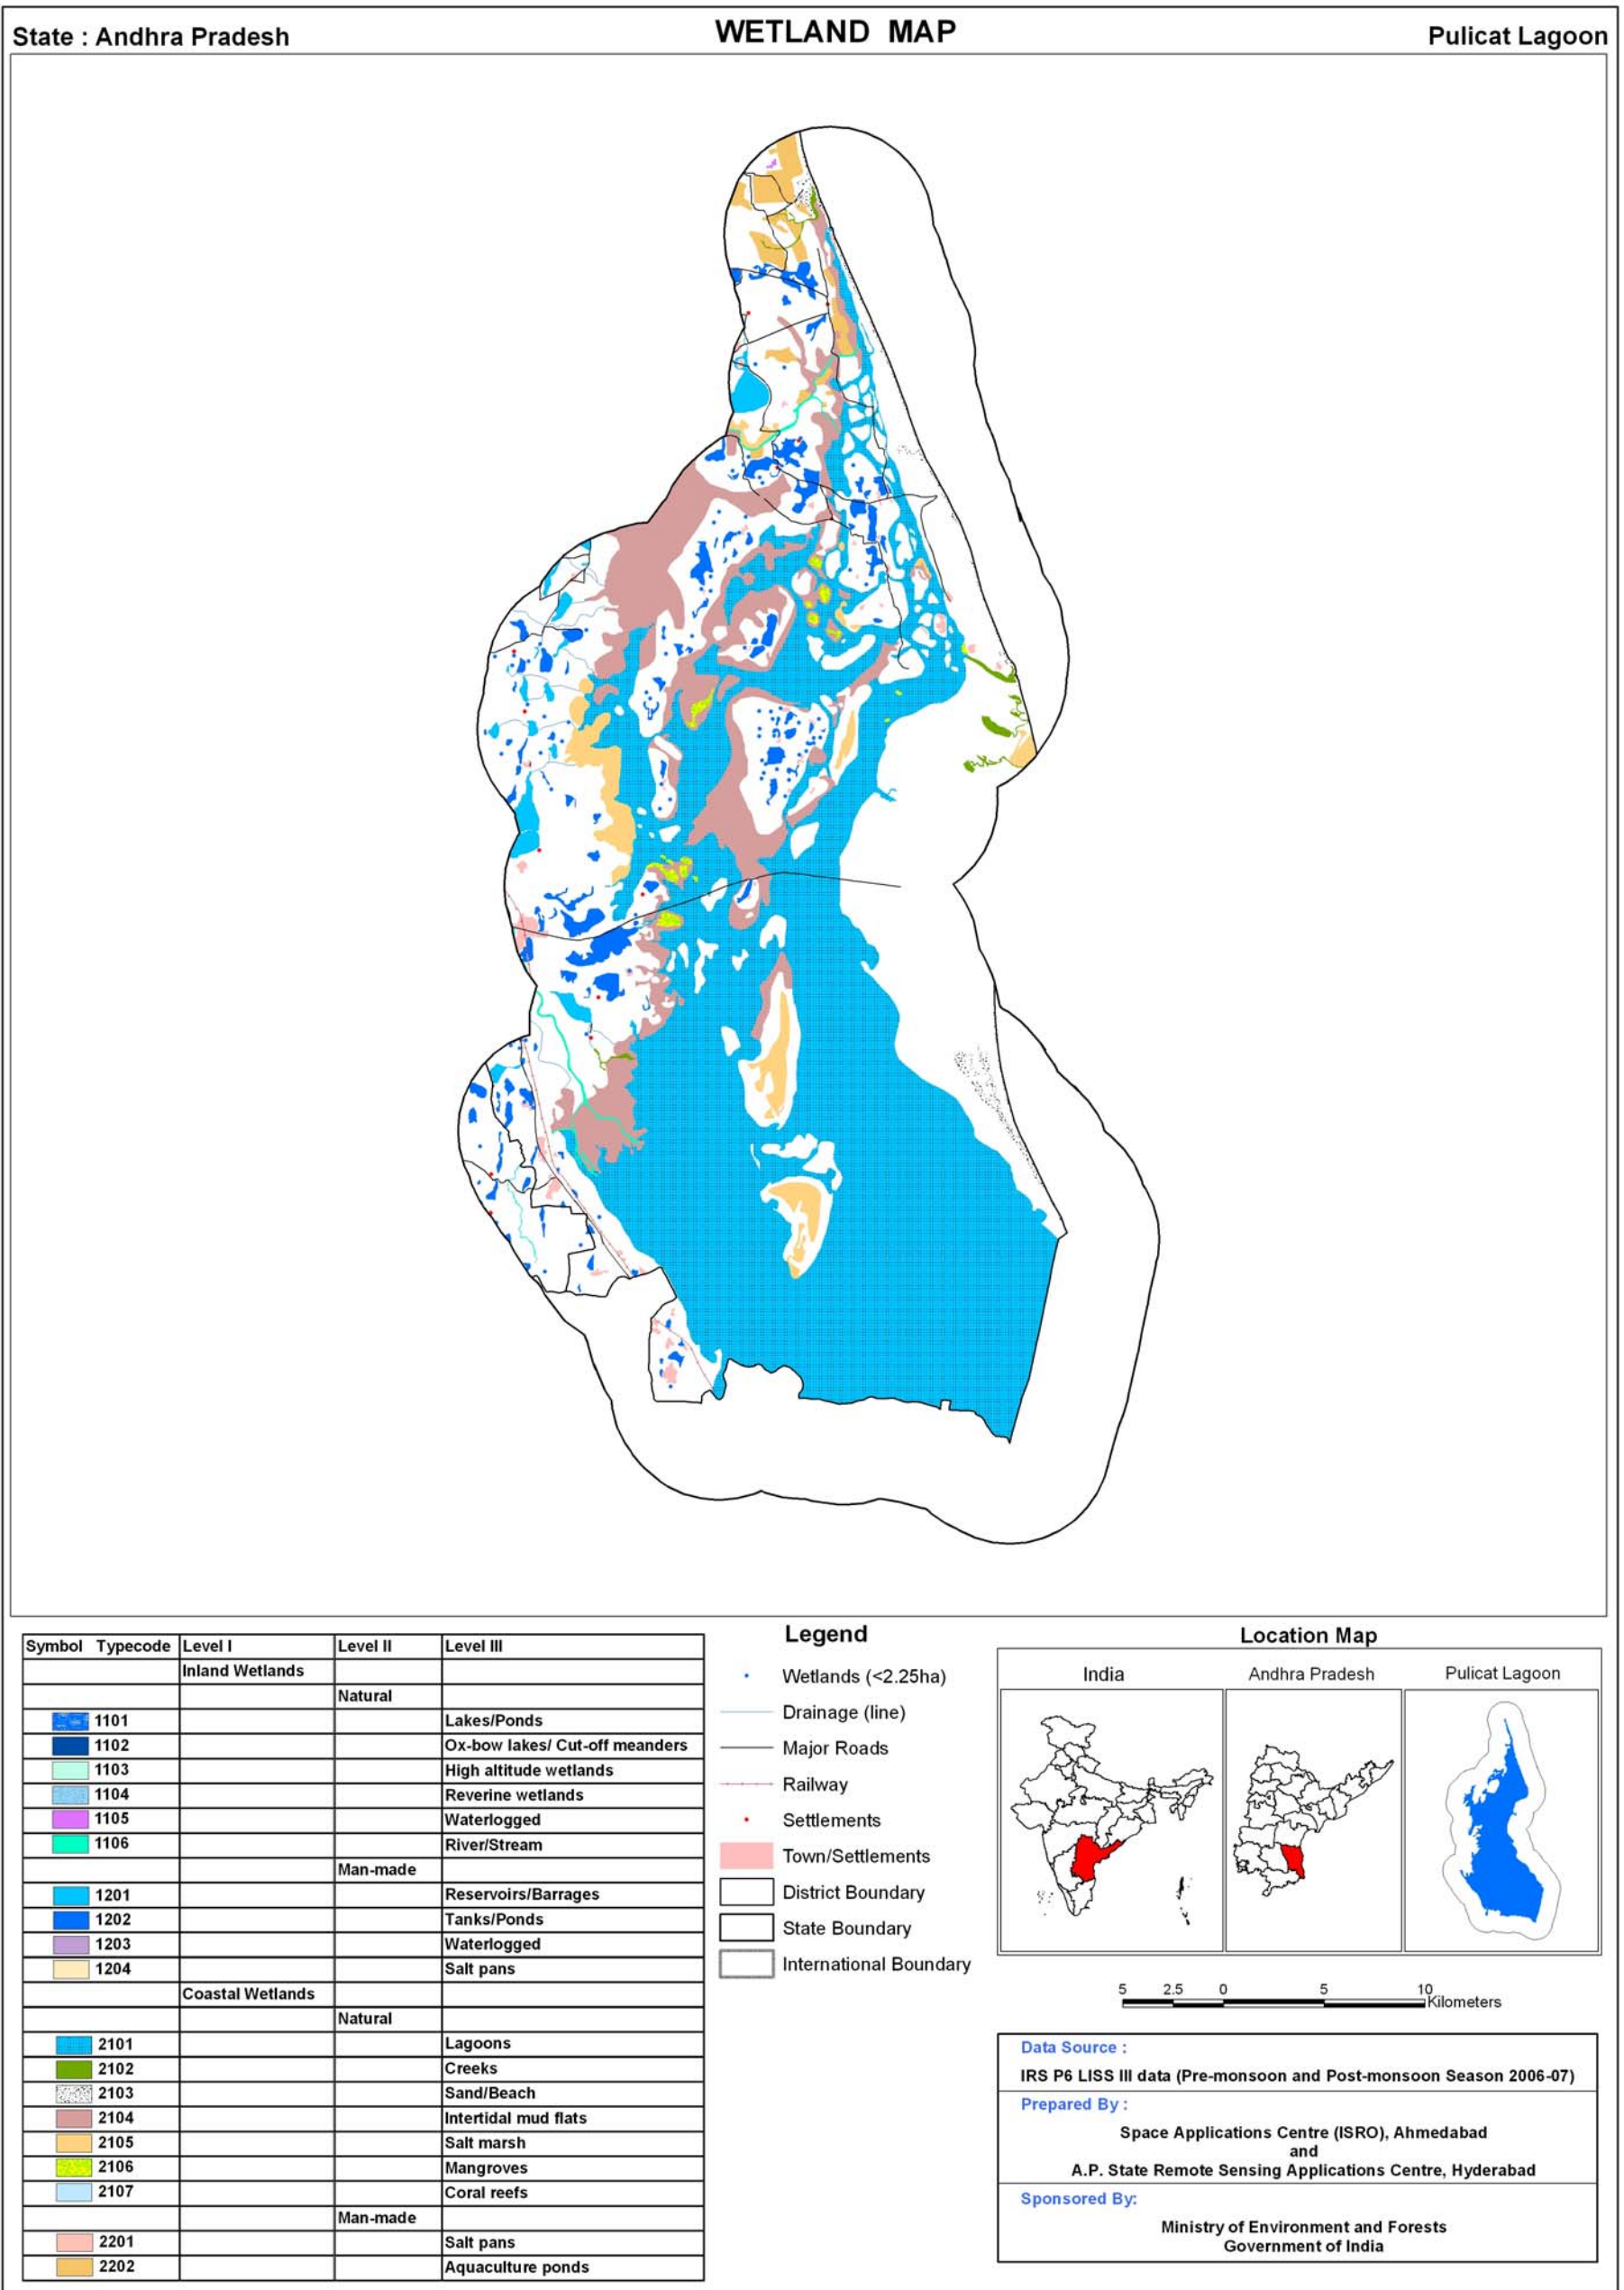 State : Andhra Pradesh
WETLAND MAP
Pulicat Lagoon
Symbol Typecode Level I Level II Level III
Inland Wetlands
Natural
1101 Lakes/Ponds
1102 Ox-bow lakes/ Cut-off meanders
1103 High altitude wetlands
1104 Reverine wetlands
1105 Waterlogged
1106 River/Stream
Man-made
1201 Reservoirs/Barrages
1202 Tanks/Ponds
1203 Waterlogged
1204 Salt pans
Coastal Wetlands
Natural
2101 Lagoons
2102 Creeks
2103 Sand/Beach
2104 Intertidal mud flats
2105 Salt marsh
2106 Mangroves
2107 Coral reefs
Man-made
2201 Salt pans
2202 Aquaculture ponds
Legend
Wetlands (<2.25ha)
Drainage (line)
Major Roads
Railway
Settlements
Town/Settlements
District Boundary
State Boundary
International Boundary
Location Map
India
Andhra Pradesh
Pulicat Lagoon
5 2.5 0 5 10
Kilometers
Data Source :
IRS P6 LISS III data (Pre-monsoon and Post-monsoon Season 2006-07)
Prepared By :
Space Applications Centre (ISRO), Ahmedabad
and
A.P. State Remote Sensing Applications Centre, Hyderabad
Sponsored By:
Ministry of Environment and Forests
Government of India